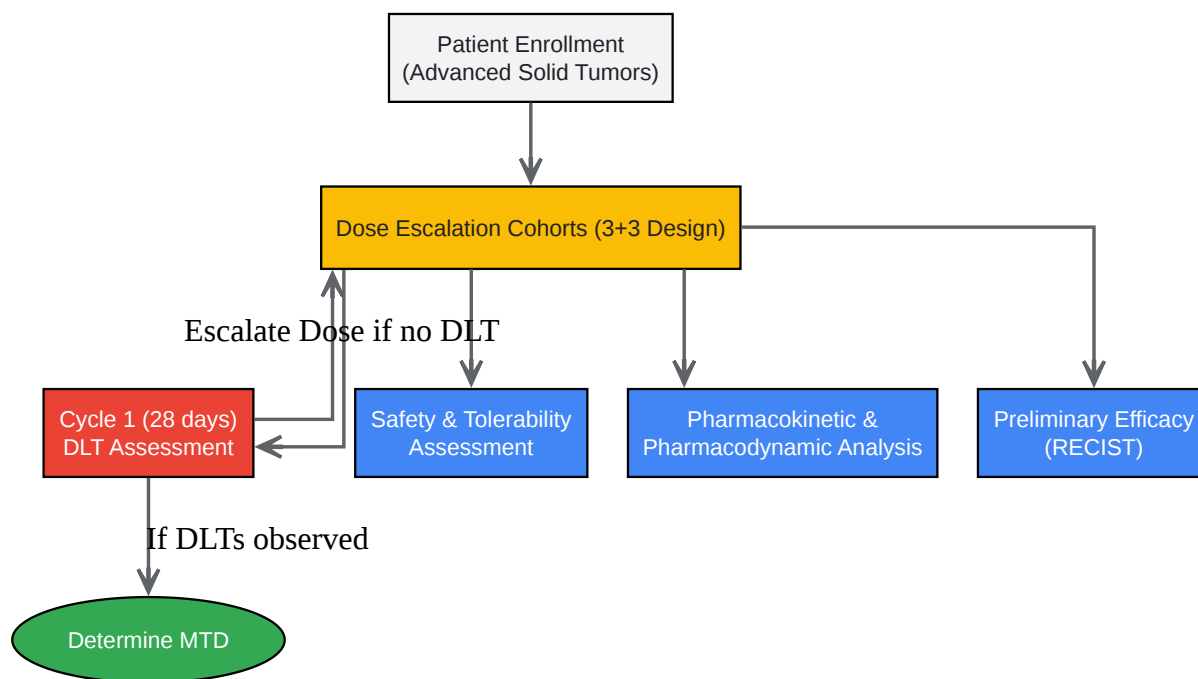 Patient Enrollment
(Advanced Solid Tumors)
Dose Escalation Cohorts (3+3 Design)
Escalate Dose if no DLT
Cycle 1 (28 days)
DLT Assessment
Safety & Tolerability
Assessment
Pharmacokinetic &
Pharmacodynamic Analysis
Preliminary Efficacy
(RECIST)
If DLTs observed
Determine MTD